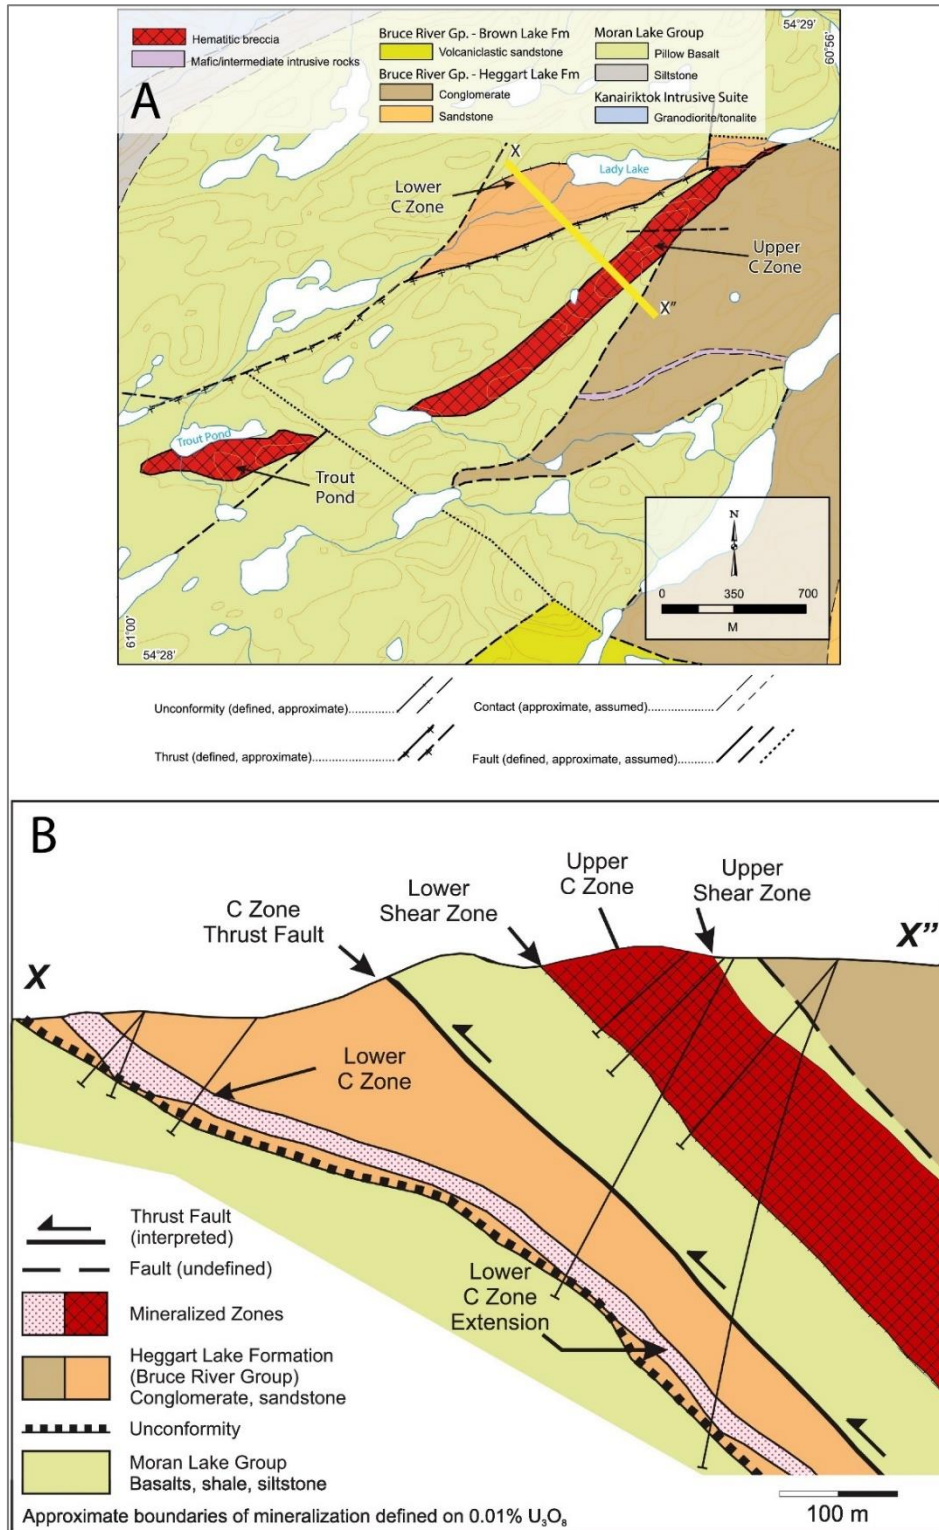 A
Hematitic breccia
Mafic/intermediate intrusive rocks
Bruce River Gp. - Brown Lake Fm
Volcaniclastic sandstone
Bruce River Gp. - Heggart Lake Fm
Conglomerate
Sandstone
Moran Lake Group
Pillow Basalt
Siltstone
Kanairiktok Intrusive Suite
Granodiorite/tonalite
54°29'
60°56'
X
Lady Lake
Lower
C Zone
Upper
C Zone
X"
Trout Pond
Trout
Pond
N
0 350 700
M
61°00'
54°28'
Unconformity (defined, approximate)..............
Contact (approximate, assumed)..............
Thrust (defined, approximate)......................
Fault (defined, approximate, assumed)........
B
X
C Zone
Thrust Fault
Lower
Shear Zone
Upper
C Zone
Upper
Shear Zone
X"
Lower
C Zone
Lower
C Zone
Extension
Thrust Fault
(interpreted)
Fault (undefined)
Mineralized Zones
Heggart Lake Formation
(Bruce River Group)
Conglomerate, sandstone
Unconformity
Moran Lake Group
Basalts, shale, siltstone
Approximate boundaries of mineralization defined on 0.01% U₃O₈
100 m